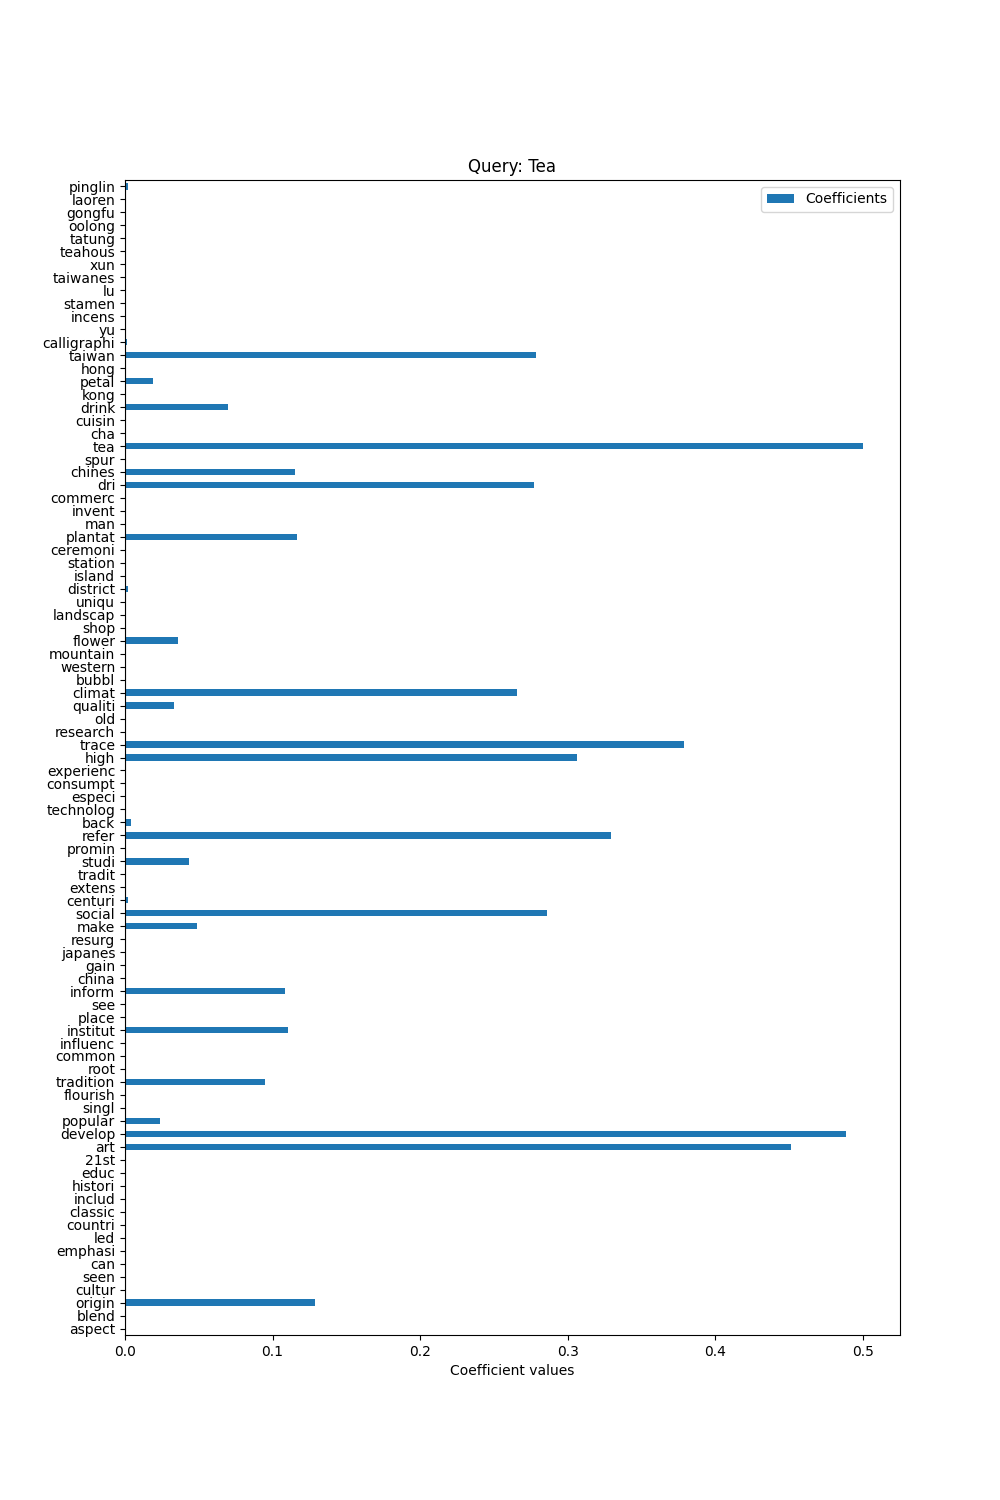 Query: Tea
Coefficients
pinglin
laoren
gongfu
oolong
tatung
teahous
xun
taiwanes
lu
stamen
incens
yu
calligraphi
taiwan
hong
petal
kong
drink
cuisin
cha
tea
spur
chines
dri
commerc
invent
man
plantat
ceremoni
station
island
district
uniqu
landscap
shop
flower
mountain
western
bubbl
climat
qualiti
old
research
trace
high
experienc
consumpt
especi
technolog
back
refer
promin
studi
tradit
extens
centuri
social
make
resurg
japanes
gain
china
inform
see
place
institut
influenc
common
root
tradition
flourish
singl
popular
develop
art
21st
educ
histori
includ
classic
countri
led
emphasi
can
seen
cultur
origin
blend
aspect
0.0 0.1 0.2 0.3 0.4 0.5
Coefficient values